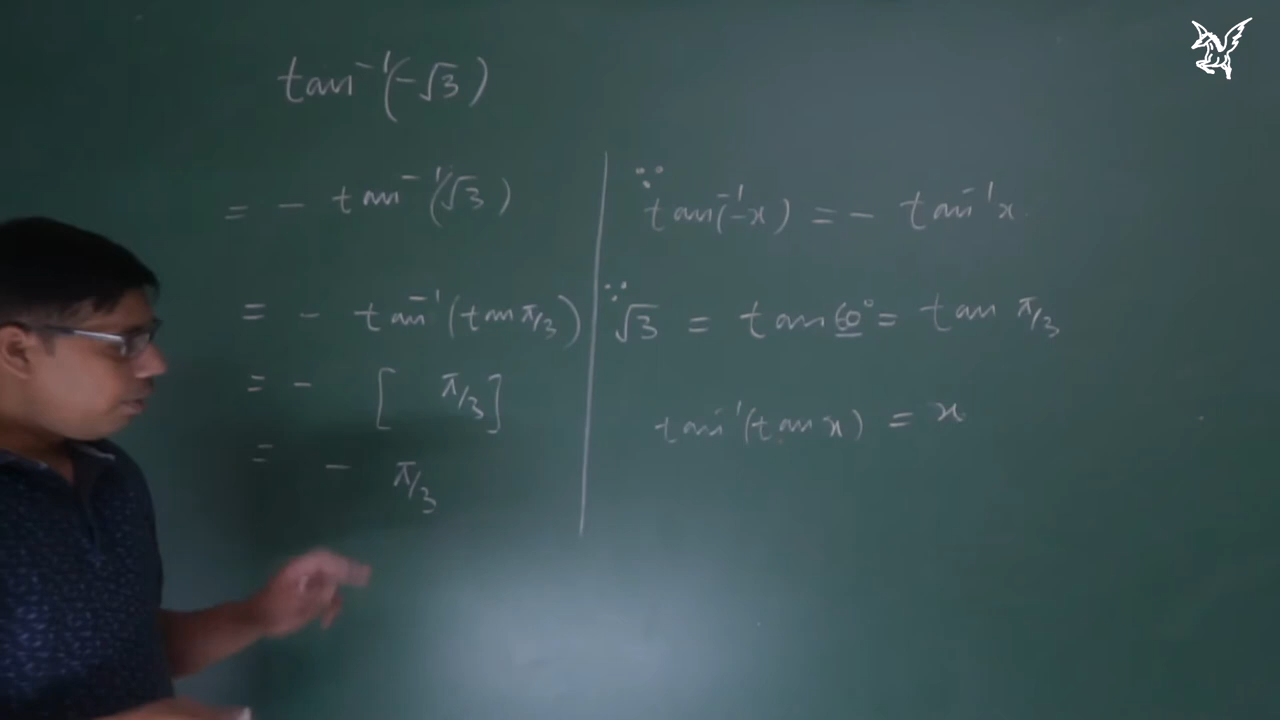 tan⁻¹(-√3)
= - tan⁻¹(√3)
= - tan⁻¹(tan π/3)
= - [ π/3]
= - π/3
∵ tan⁻¹(-x) = - tan⁻¹x
∵ √3 = tan 60° = tan π/3
tan⁻¹(tan x) = x